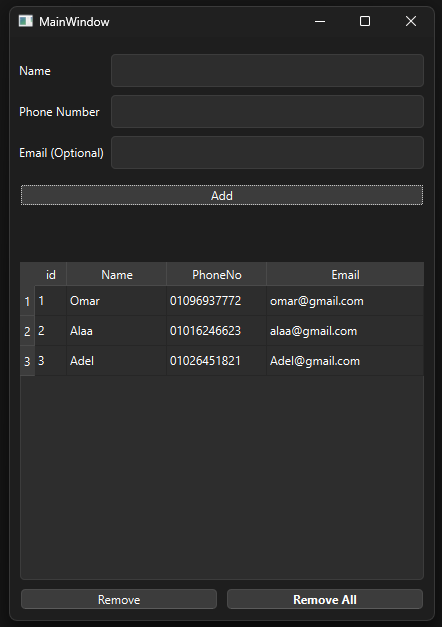 MainWindow
Name
Phone Number
Email (Optional)
Add
id Name PhoneNo Email
1 1 Omar 01096937772 omar@gmail.com
2 2 Alaa 01016246623 alaa@gmail.com
3 3 Adel 01026451821 Adel@gmail.com
Remove Remove All